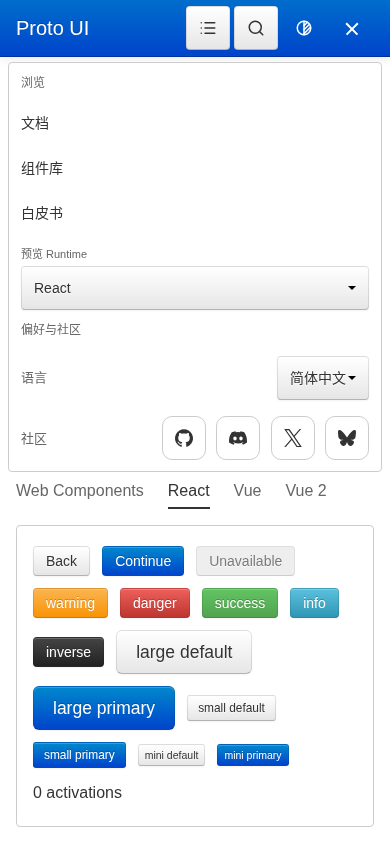 Proto UI
浏览
文档
组件库
白皮书
预览 Runtime
React
偏好与社区
语言
简体中文
社区
Web Components React Vue Vue 2
Back Continue Unavailable
warning danger success info
inverse large default
large primary small default
small primary mini default mini primary
0 activations